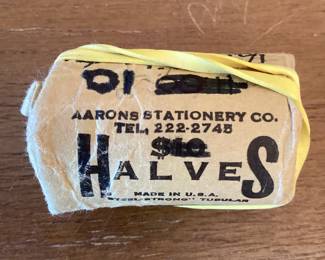 AARONS STATIONERY CO.
TEL, 222-2745
$10
HALVES
MADE IN U.S.A.
"STEEL-STRONG" TUBULAR